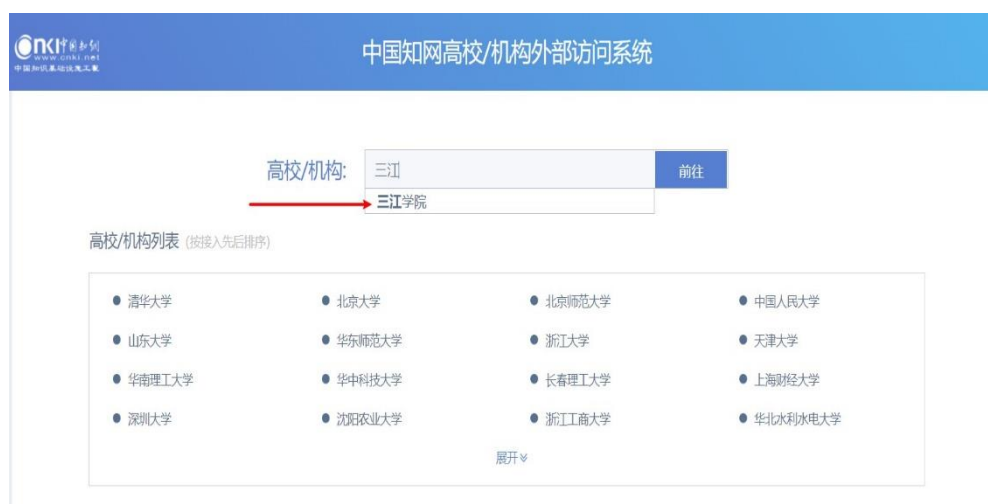 cnki中国知网
www.cnki.net
中国知识基础设施工程
中国知网高校/机构外部访问系统
高校/机构: 三江 前往
三江学院
高校/机构列表 (按接入先后排序)
清华大学 北京大学 北京师范大学 中国人民大学
山东大学 华东师范大学 浙江大学 天津大学
华南理工大学 华中科技大学 长春理工大学 上海财经大学
深圳大学 沈阳农业大学 浙江工商大学 华北水利水电大学
展开